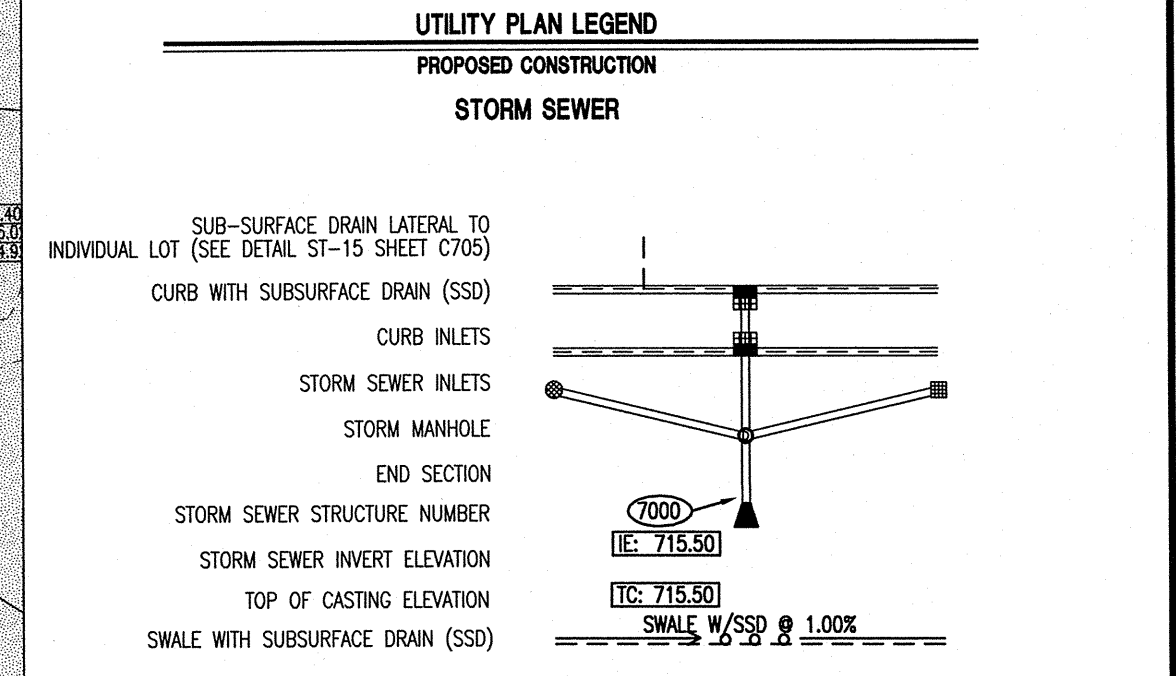 UTILITY PLAN LEGEND
PROPOSED CONSTRUCTION
STORM SEWER
SUB-SURFACE DRAIN LATERAL TO
INDIVIDUAL LOT (SEE DETAIL ST-15 SHEET C705)
CURB WITH SUBSURFACE DRAIN (SSD)
CURB INLETS
STORM SEWER INLETS
STORM MANHOLE
END SECTION
STORM SEWER STRUCTURE NUMBER
7000
STORM SEWER INVERT ELEVATION
IE: 715.50
TOP OF CASTING ELEVATION
TC: 715.50
SWALE WITH SUBSURFACE DRAIN (SSD)
SWALE W/SSD @ 1.00%